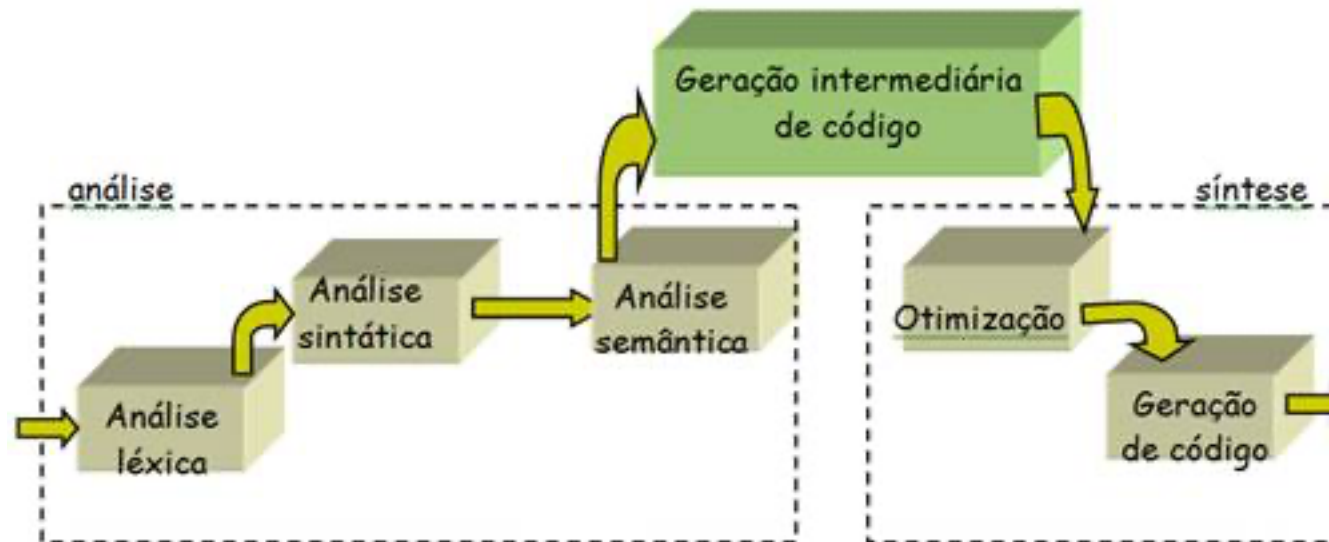 Geração intermediária
de código
análise
síntese
Análise
sintática
Análise
semântica
Otimização
Análise
léxica
Geração
de código